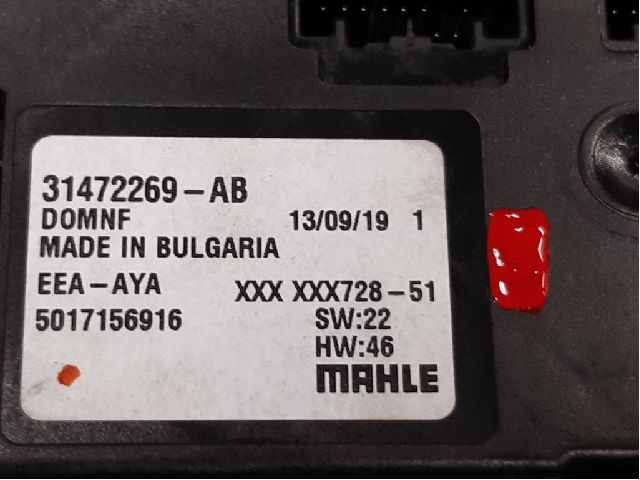 31472269-AB
DOMNF 13/09/19 1
MADE IN BULGARIA
EEA-AYA XXX XXX728-51
5017156916 SW:22
HW:46
MAHLE